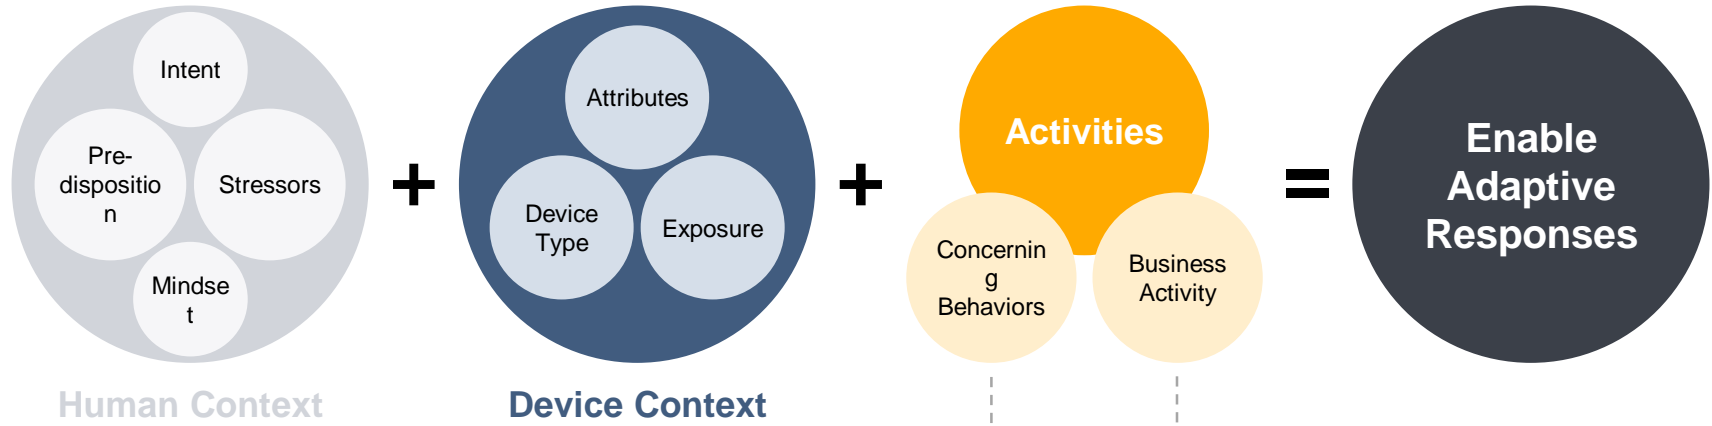 Intent
Pre-
dispositio
n
Stressors
Mindse
t
Human Context
+
Attributes
Device
Type
Exposure
Device Context
+
Activities
Concernin
g
Behaviors
Business
Activity
=
Enable
Adaptive
Responses